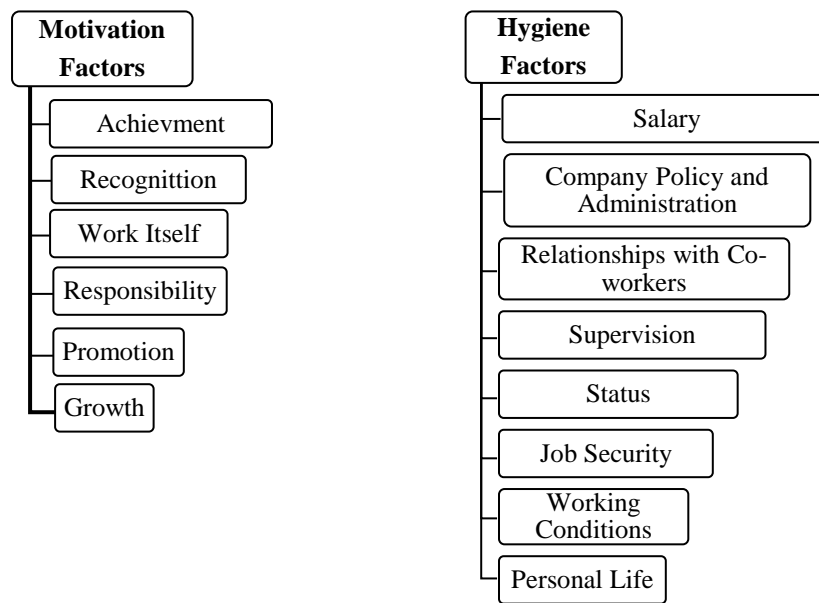 Motivation
Factors
Achievment
Recognittion
Work Itself
Responsibility
Promotion
Growth
Hygiene
Factors
Salary
Company Policy and
Administration
Relationships with Co-
workers
Supervision
Status
Job Security
Working
Conditions
Personal Life